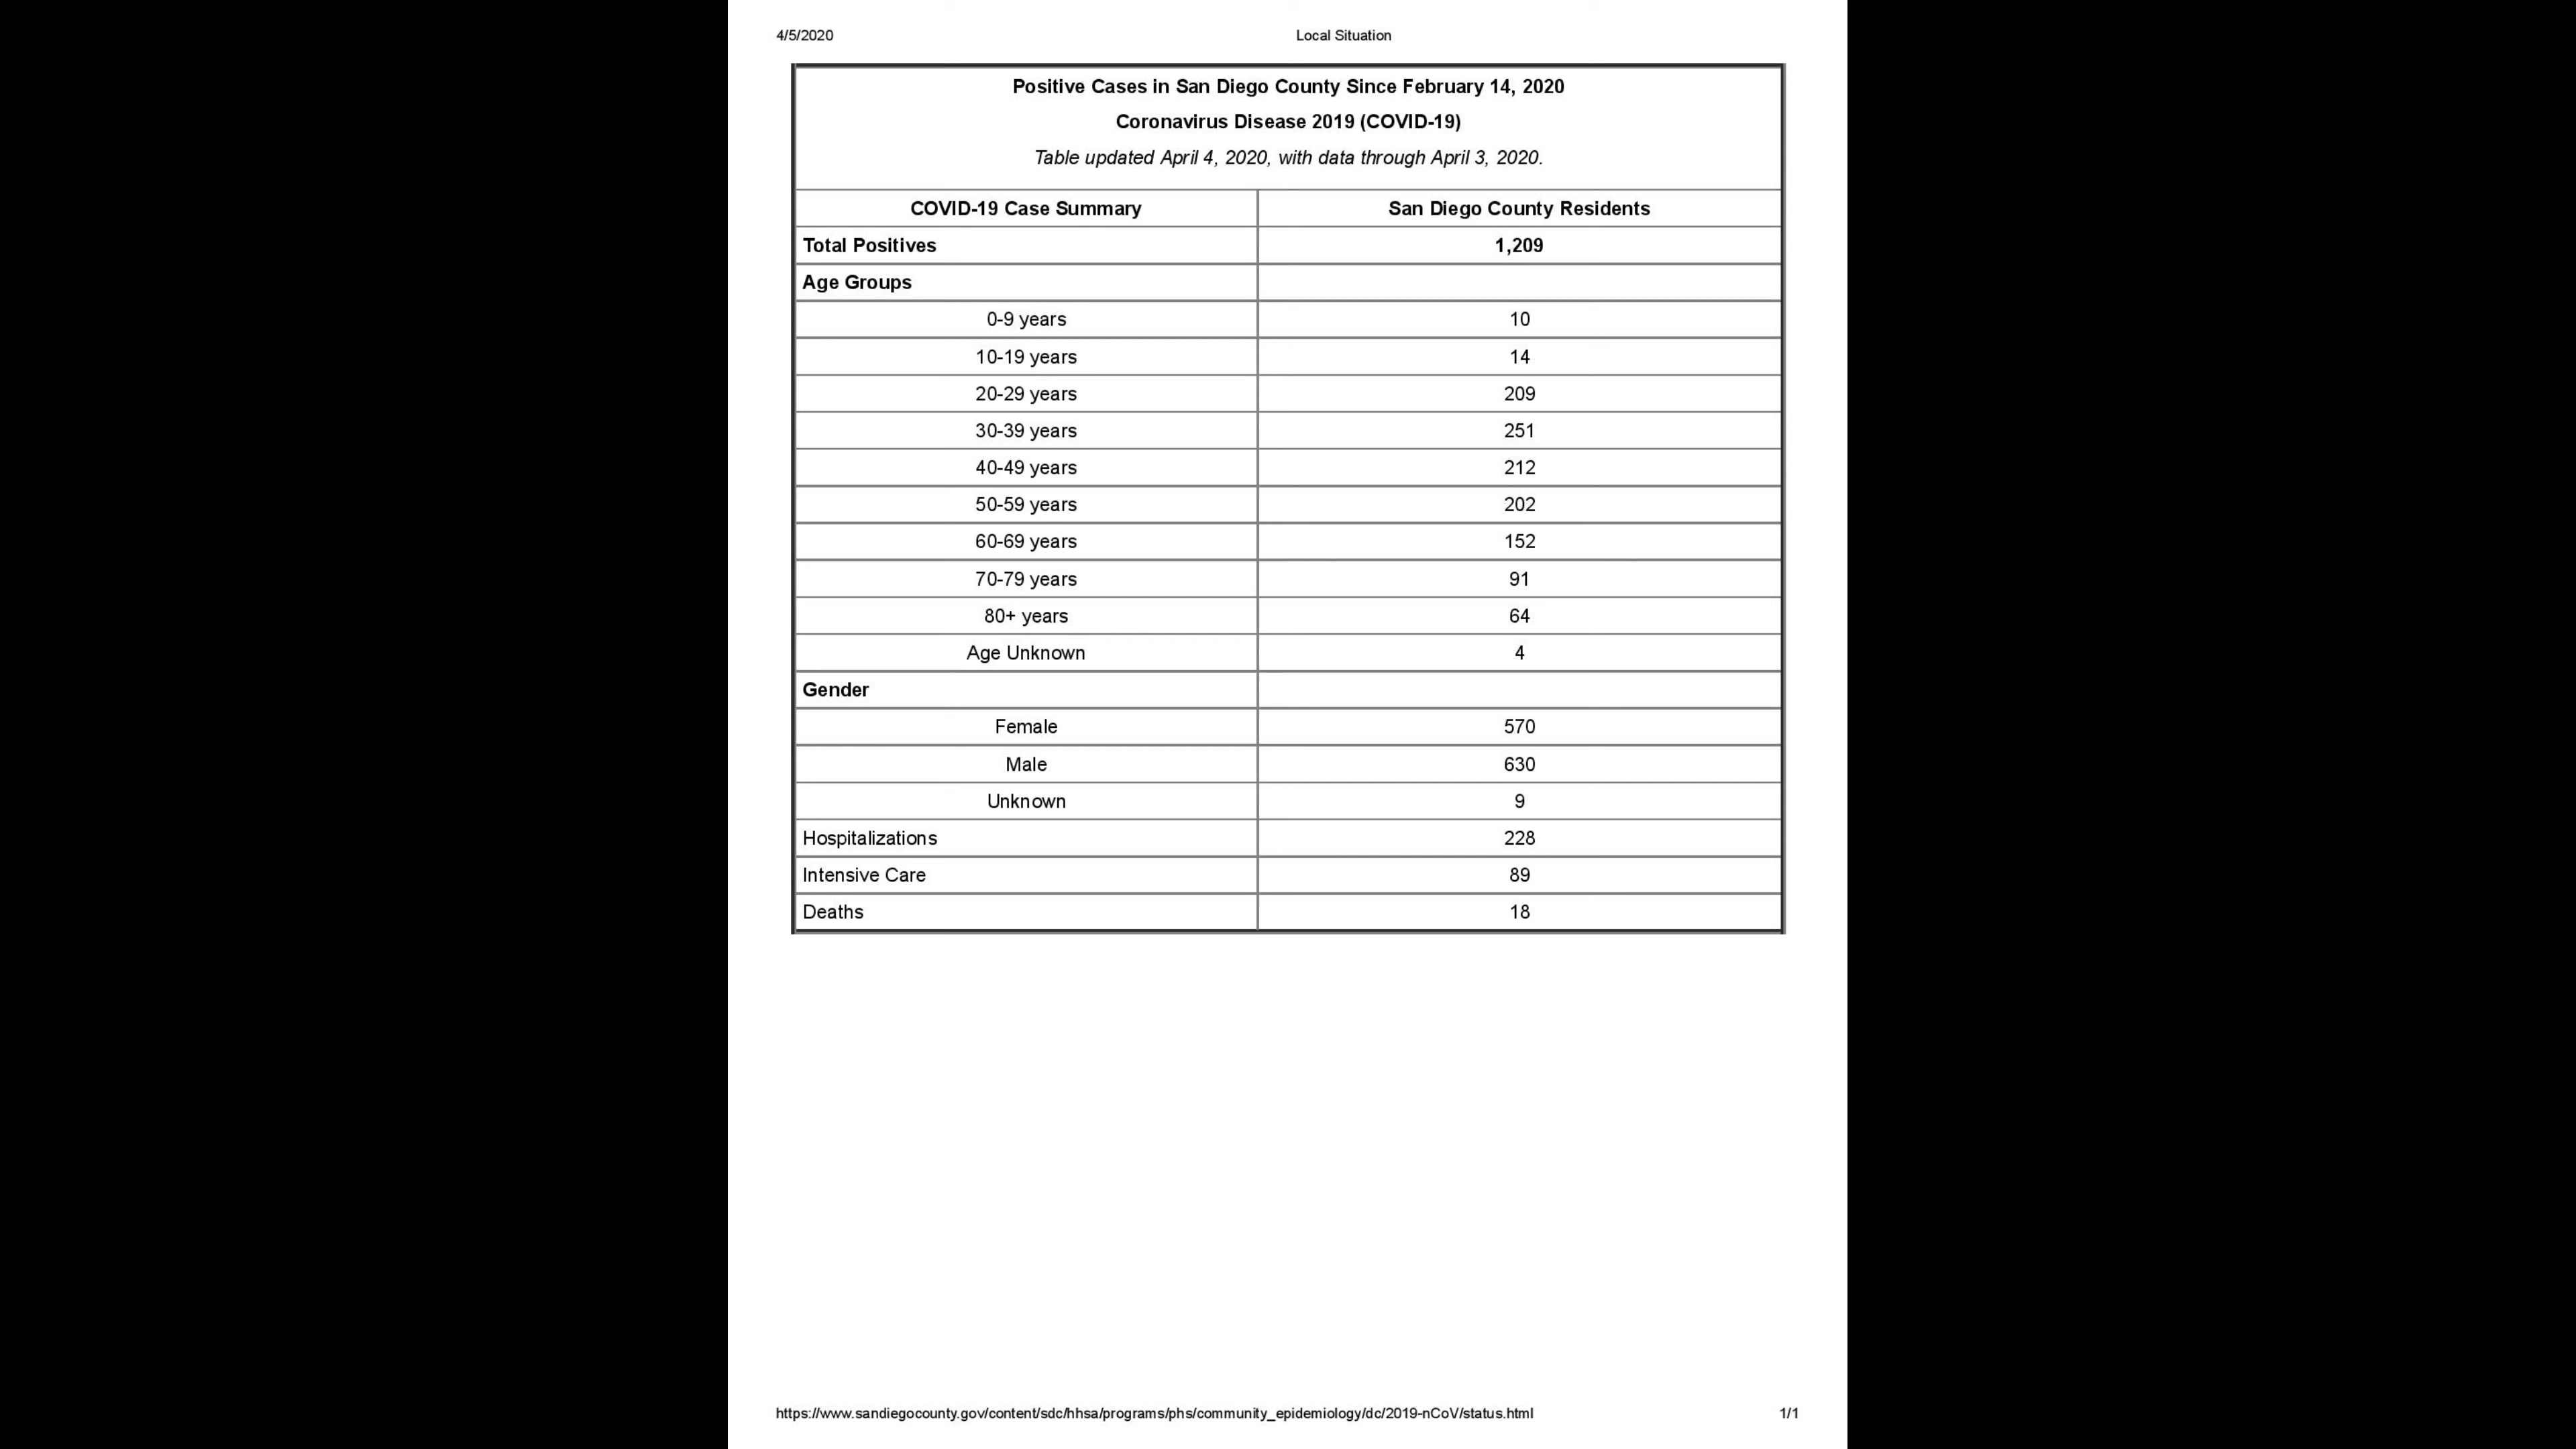 4/5/2020 Local Situation
Positive Cases in San Diego County Since February 14, 2020
Coronavirus Disease 2019 (COVID-19)
Table updated April 4, 2020, with data through April 3, 2020.
COVID-19 Case Summary San Diego County Residents
Total Positives 1,209
Age Groups
0-9 years 10
10-19 years 14
20-29 years 209
30-39 years 251
40-49 years 212
50-59 years 202
60-69 years 152
70-79 years 91
80+ years 64
Age Unknown 4
Gender
Female 570
Male 630
Unknown 9
Hospitalizations 228
Intensive Care 89
Deaths 18
https://www.sandiegocounty.gov/content/sdc/hhsa/programs/phs/community_epidemiology/dc/2019-nCoV/status.html 1/1